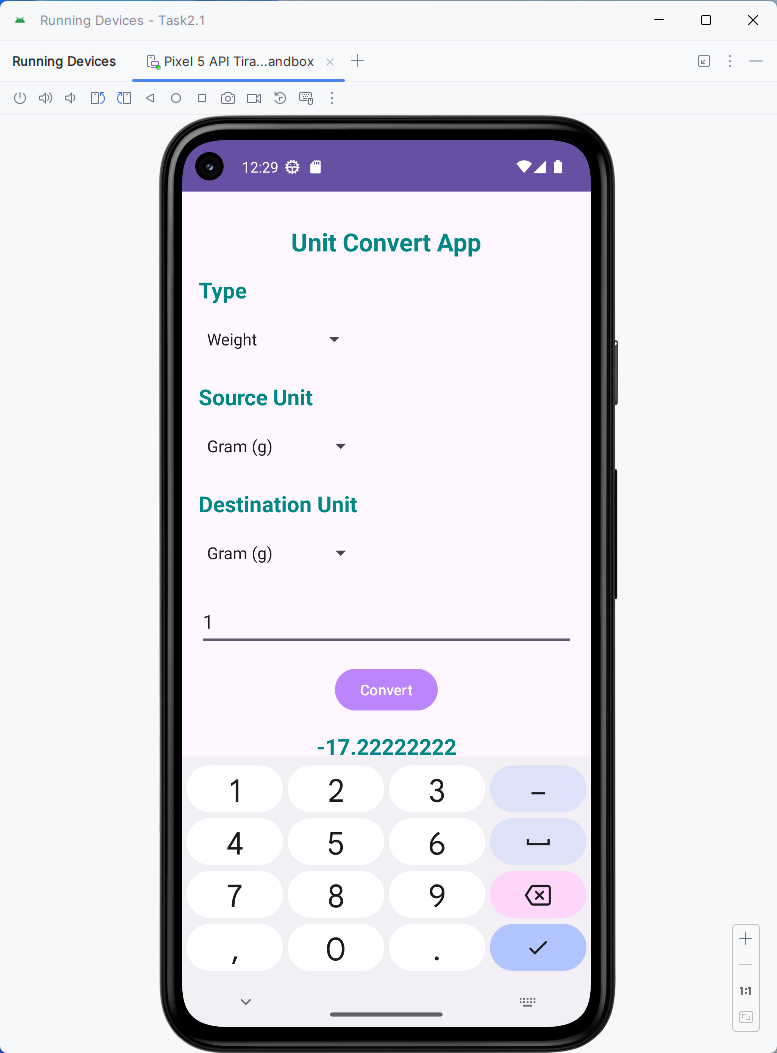 Running Devices - Task2.1
Running Devices
Pixel 5 API Tira...andbox
12:29
Unit Convert App
Type
Weight
Source Unit
Gram (g)
Destination Unit
Gram (g)
1
Convert
-17.22222222
1 2 3 –
4 5 6
7 8 9
, 0 .
1:1